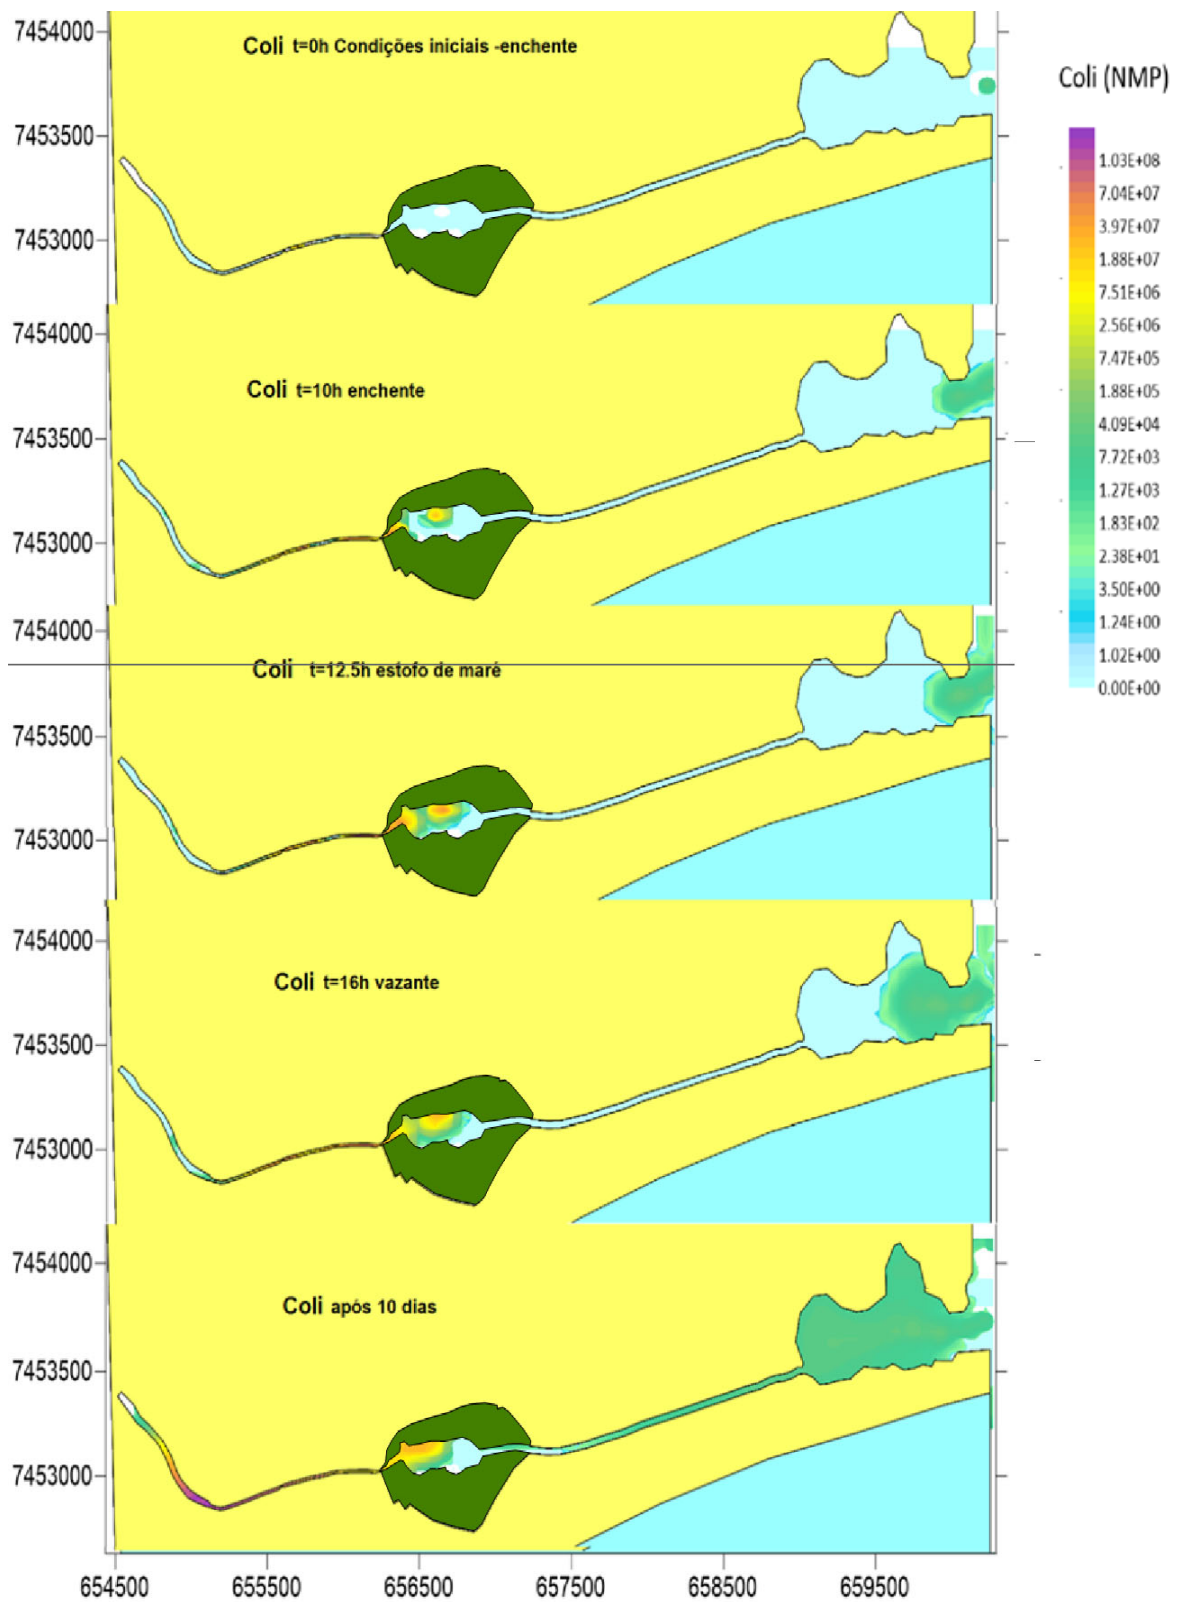 7454000
Coli t=0h Condições iniciais -enchente
7453500
7453000
7454000
Coli t=10h enchente
7453500
7453000
7454000
Coli t=12.5h estofo de maré
7453500
7453000
7454000
Coli t=16h vazante
7453500
7453000
7454000
Coli após 10 dias
7453500
7453000
654500 655500 656500 657500 658500 659500
Coli (NMP)
1.03E+08
7.04E+07
3.97E+07
1.88E+07
7.51E+06
2.56E+06
7.47E+05
1.88E+05
4.09E+04
7.72E+03
1.27E+03
1.83E+02
2.38E+01
3.50E+00
1.24E+00
1.02E+00
0.00E+00